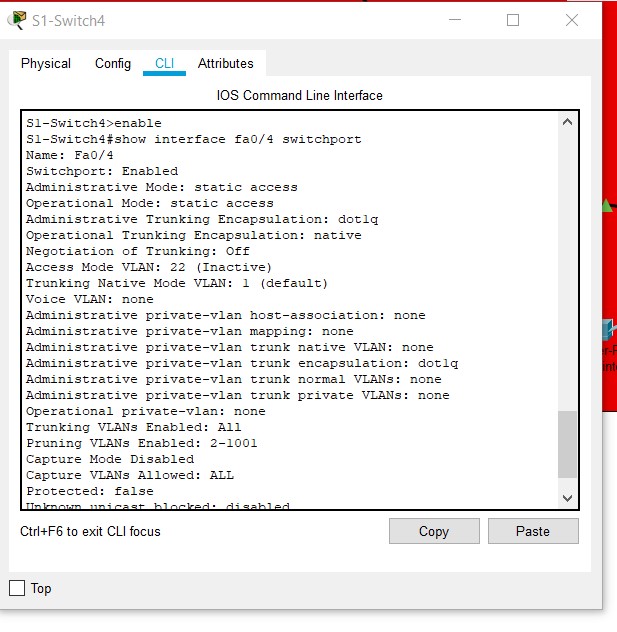 S1-Switch4
Physical Config CLI Attributes
IOS Command Line Interface
S1-Switch4>enable
S1-Switch4#show interface fa0/4 switchport
Name: Fa0/4
Switchport: Enabled
Administrative Mode: static access
Operational Mode: static access
Administrative Trunking Encapsulation: dot1q
Operational Trunking Encapsulation: native
Negotiation of Trunking: Off
Access Mode VLAN: 22 (Inactive)
Trunking Native Mode VLAN: 1 (default)
Voice VLAN: none
Administrative private-vlan host-association: none
Administrative private-vlan mapping: none
Administrative private-vlan trunk native VLAN: none
Administrative private-vlan trunk encapsulation: dot1q
Administrative private-vlan trunk normal VLANs: none
Administrative private-vlan trunk private VLANs: none
Operational private-vlan: none
Trunking VLANs Enabled: All
Pruning VLANs Enabled: 2-1001
Capture Mode Disabled
Capture VLANs Allowed: ALL
Protected: false
Unknown unicast blocked: disabled
Ctrl+F6 to exit CLI focus
Copy
Paste
Top